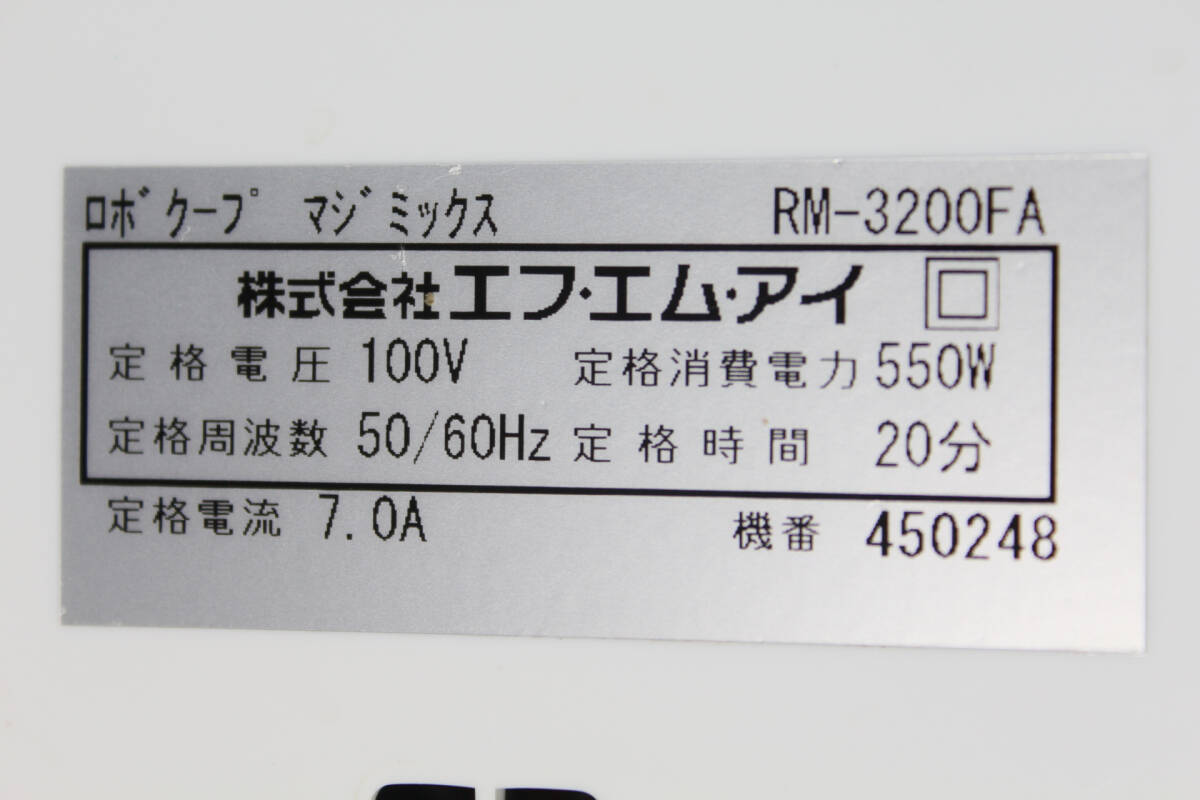 ロボクープ マジミックス RM-3200FA
株式会社エフ・エム・アイ
定格電圧 100V 定格消費電力 550W
定格周波数 50/60Hz 定格時間 20分
定格電流 7.0A 機番 450248